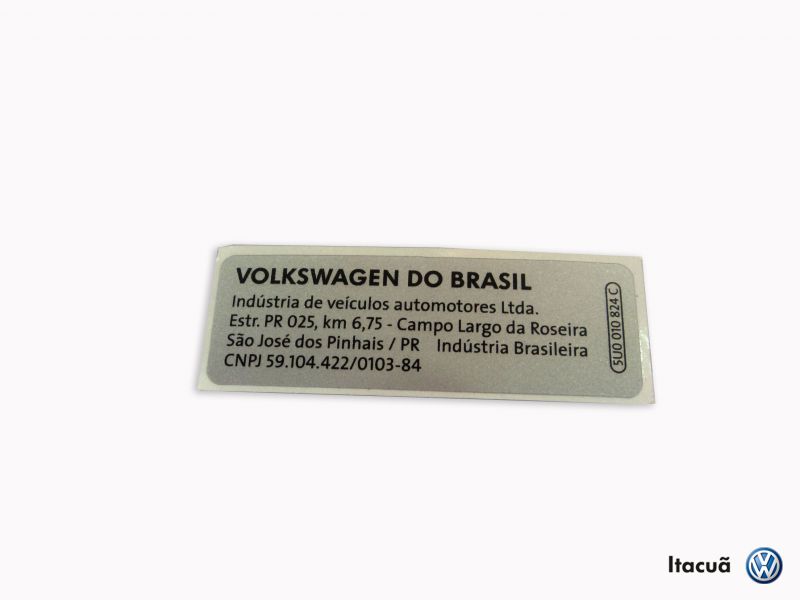 VOLKSWAGEN DO BRASIL
Indústria de veículos automotores Ltda.
Estr. PR 025, km 6,75 - Campo Largo da Roseira
São José dos Pinhais / PR Indústria Brasileira
CNPJ 59.104.422/0103-84
5U0 010 824 C
Itacuã